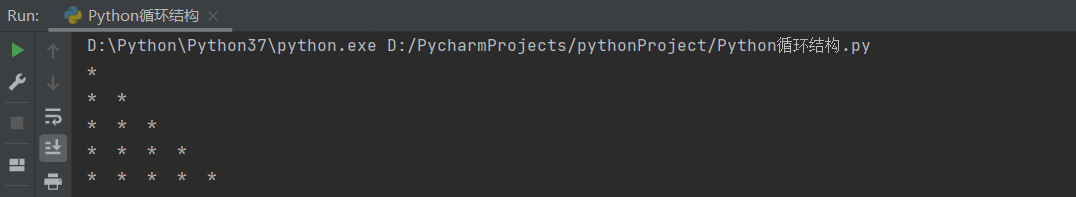 Run: Python循环结构 ×
D:\Python\Python37\python.exe D:/PycharmProjects/pythonProject/Python循环结构.py
*
*  *
*  *  *
*  *  *  *
*  *  *  *  *